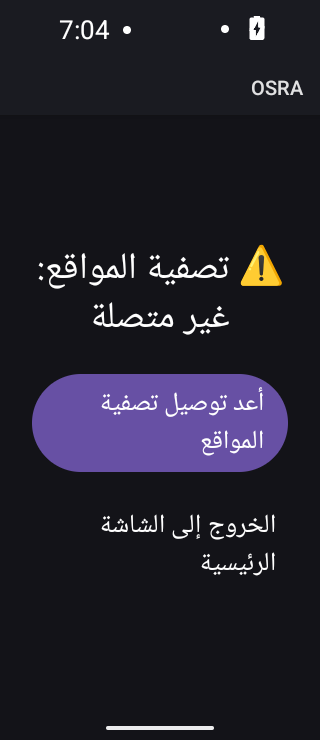 7:04
OSRA
⚠️ تصفية المواقع:
غير متصلة
أعد توصيل تصفية
المواقع
الخروج إلى الشاشة
الرئيسية